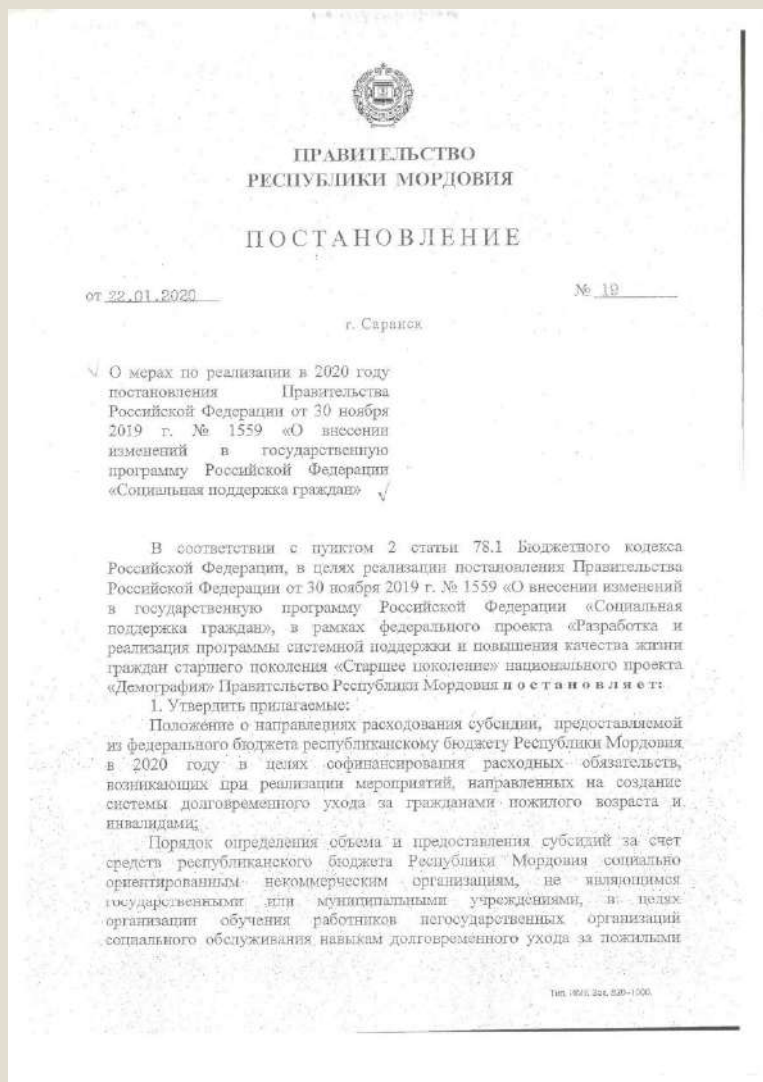 ПРАВИТЕЛЬСТВО
РЕСПУБЛИКИ МОРДОВИЯ
ПОСТАНОВЛЕНИЕ
от 22.01.2020
№ 19
г. Саранск
О мерах по реализации в 2020 году
постановления Правительства
Российской Федерации от 30 ноября
2019 г. № 1559 «О внесении
изменений в государственную
программу Российской Федерации
«Социальная поддержка граждан»
В соответствии с пунктом 2 статьи 78.1 Бюджетного кодекса
Российской Федерации, в целях реализации постановления Правительства
Российской Федерации от 30 ноября 2019 г. № 1559 «О внесении изменений
в государственную программу Российской Федерации «Социальная
поддержка граждан», в рамках федерального проекта «Разработка и
реализация программы системной поддержки и повышения качества жизни
граждан старшего поколения «Старшее поколение» национального проекта
«Демография» Правительство Республики Мордовия постановляет:
1. Утвердить прилагаемые:
Положение о направлениях расходования субсидии, предоставляемой
из федерального бюджета республиканскому бюджету Республики Мордовия
в 2020 году в целях софинансирования расходных обязательств,
возникающих при реализации мероприятий, направленных на создание
системы долговременного ухода за гражданами пожилого возраста и
инвалидами;
Порядок определения объема и предоставления субсидий за счет
средств республиканского бюджета Республики Мордовия социально
ориентированным некоммерческим организациям, не являющимся
государственными или муниципальными учреждениями, в целях
организации обучения работников негосударственных организаций
социального обслуживания навыкам долговременного ухода за пожилыми